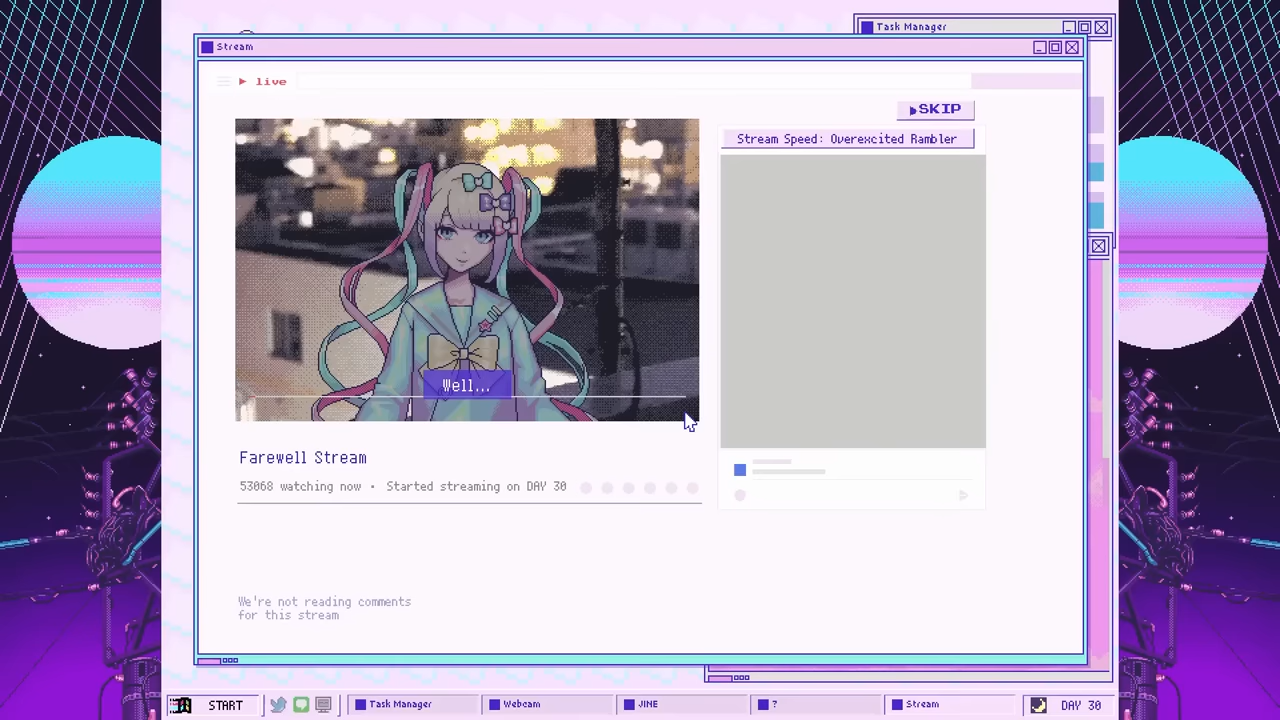 Task Manager
Stream
live
SKIP
Stream Speed: Overexcited Rambler
Well...
Farewell Stream
53068 watching now • Started streaming on DAY 30
We're not reading comments
for this stream
START
Task Manager
Webcam
JINE
?
Stream
DAY 30